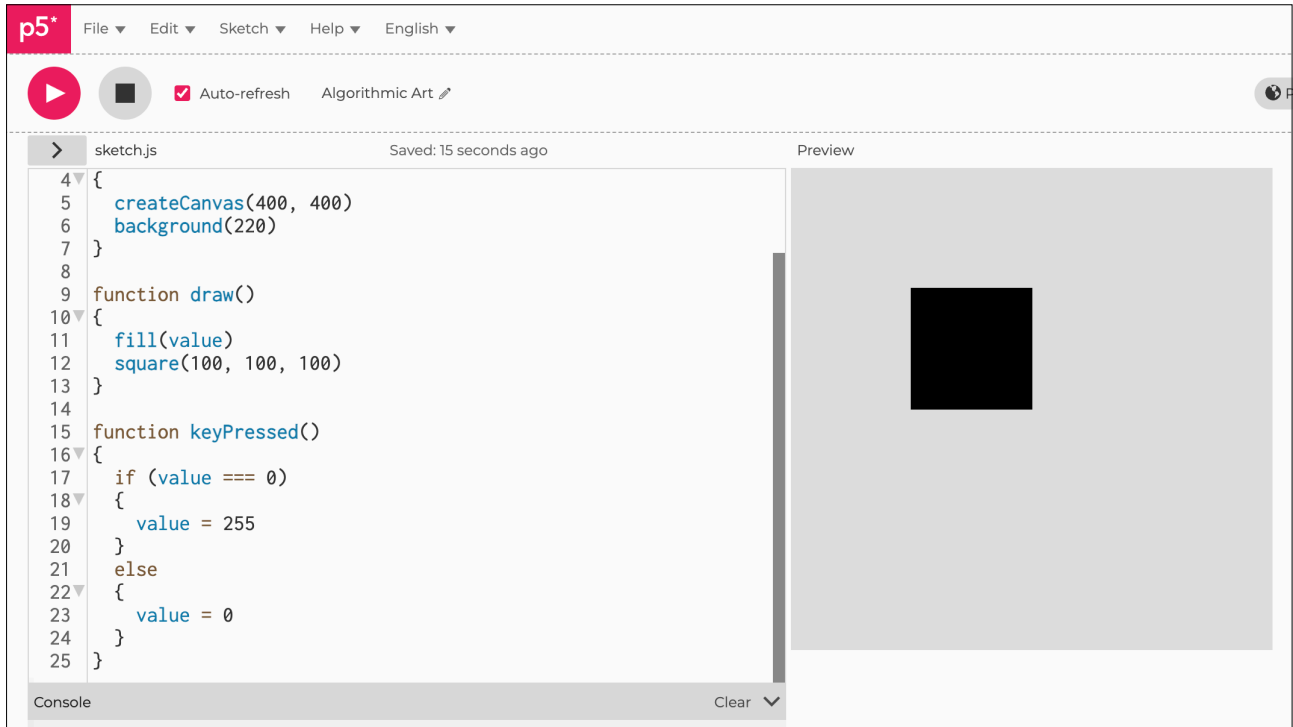 p5* File Edit Sketch Help English
Auto-refresh Algorithmic Art
sketch.js Saved: 15 seconds ago Preview
4 {
5   createCanvas(400, 400)
6   background(220)
7 }
8
9 function draw()
10 {
11   fill(value)
12   square(100, 100, 100)
13 }
14
15 function keyPressed()
16 {
17   if (value === 0)
18   {
19     value = 255
20   }
21   else
22   {
23     value = 0
24   }
25 }
Console Clear